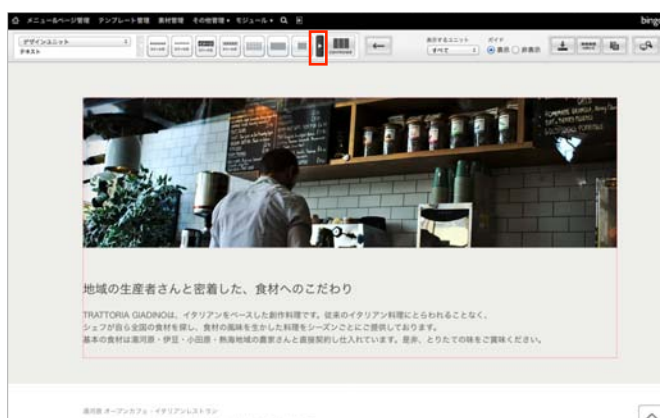 メニュー&ページ管理 テンプレート管理 素材管理 その他管理 モジュール
bingo
デザインユニット
テキスト
表示するユニット
すべて
ガイド
表示 非表示
地域の生産者さんと密着した、食材へのこだわり
TRATTORIA GIADINOは、イタリアンをベースした創作料理です。従来のイタリアン料理にとらわれることなく、
シェフが自ら全国の食材を探し、食材の風味を生かした料理をシーズンごとにご提供しております。
基本の食材は湯河原・伊豆・小田原・熱海地域の農家さんと直接契約し仕入れています。是非、とりたての味をご賞味ください。
湯河原 オープンカフェ・イタリアンレストラン